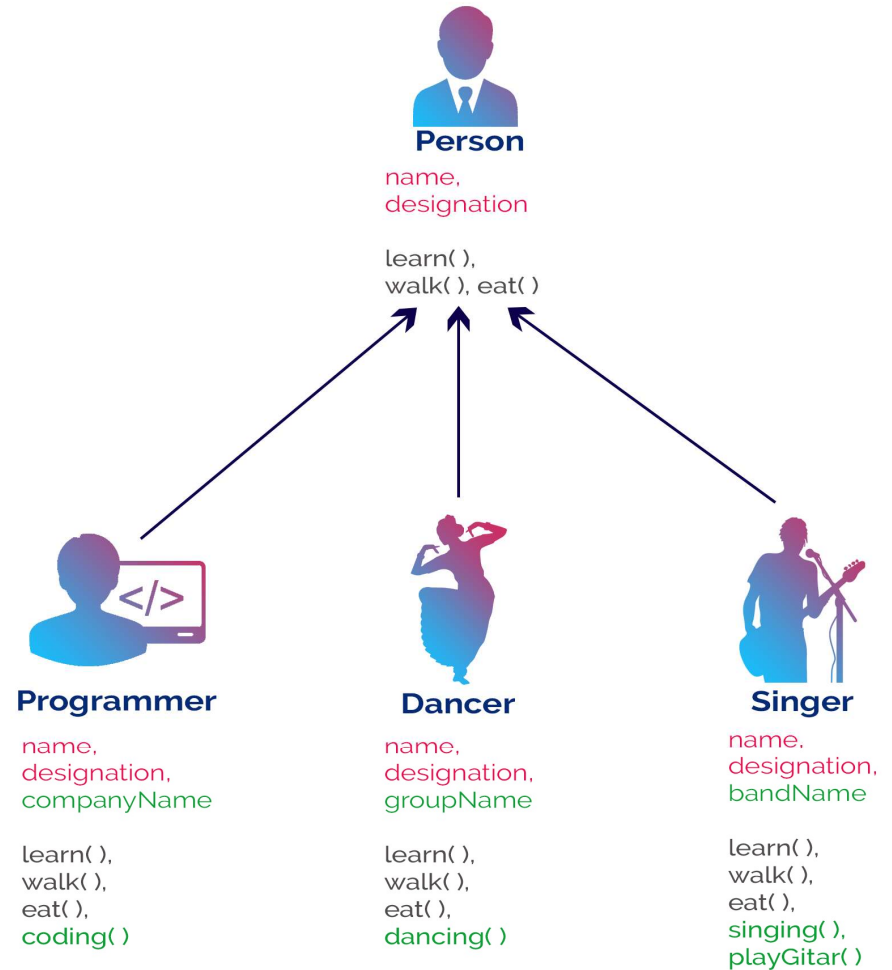 Person
name,
designation
learn( ),
walk( ), eat( )
</>
Programmer
name,
designation,
companyName
learn( ),
walk( ),
eat( ),
coding( )
Dancer
name,
designation,
groupName
learn( ),
walk( ),
eat( ),
dancing( )
Singer
name,
designation,
bandName
learn( ),
walk( ),
eat( ),
singing( ),
playGitar( )